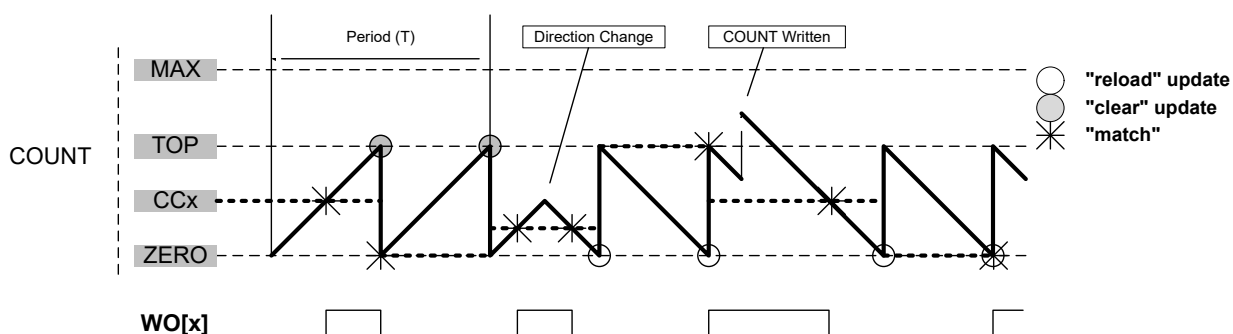 Period (T)
Direction Change
COUNT Written
MAX
"reload" update
"clear" update
TOP
"match"
COUNT
CCx
ZERO
WO[x]